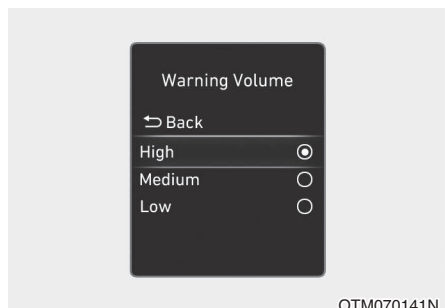 Warning Volume
Back
High
Medium
Low
OTM070141N